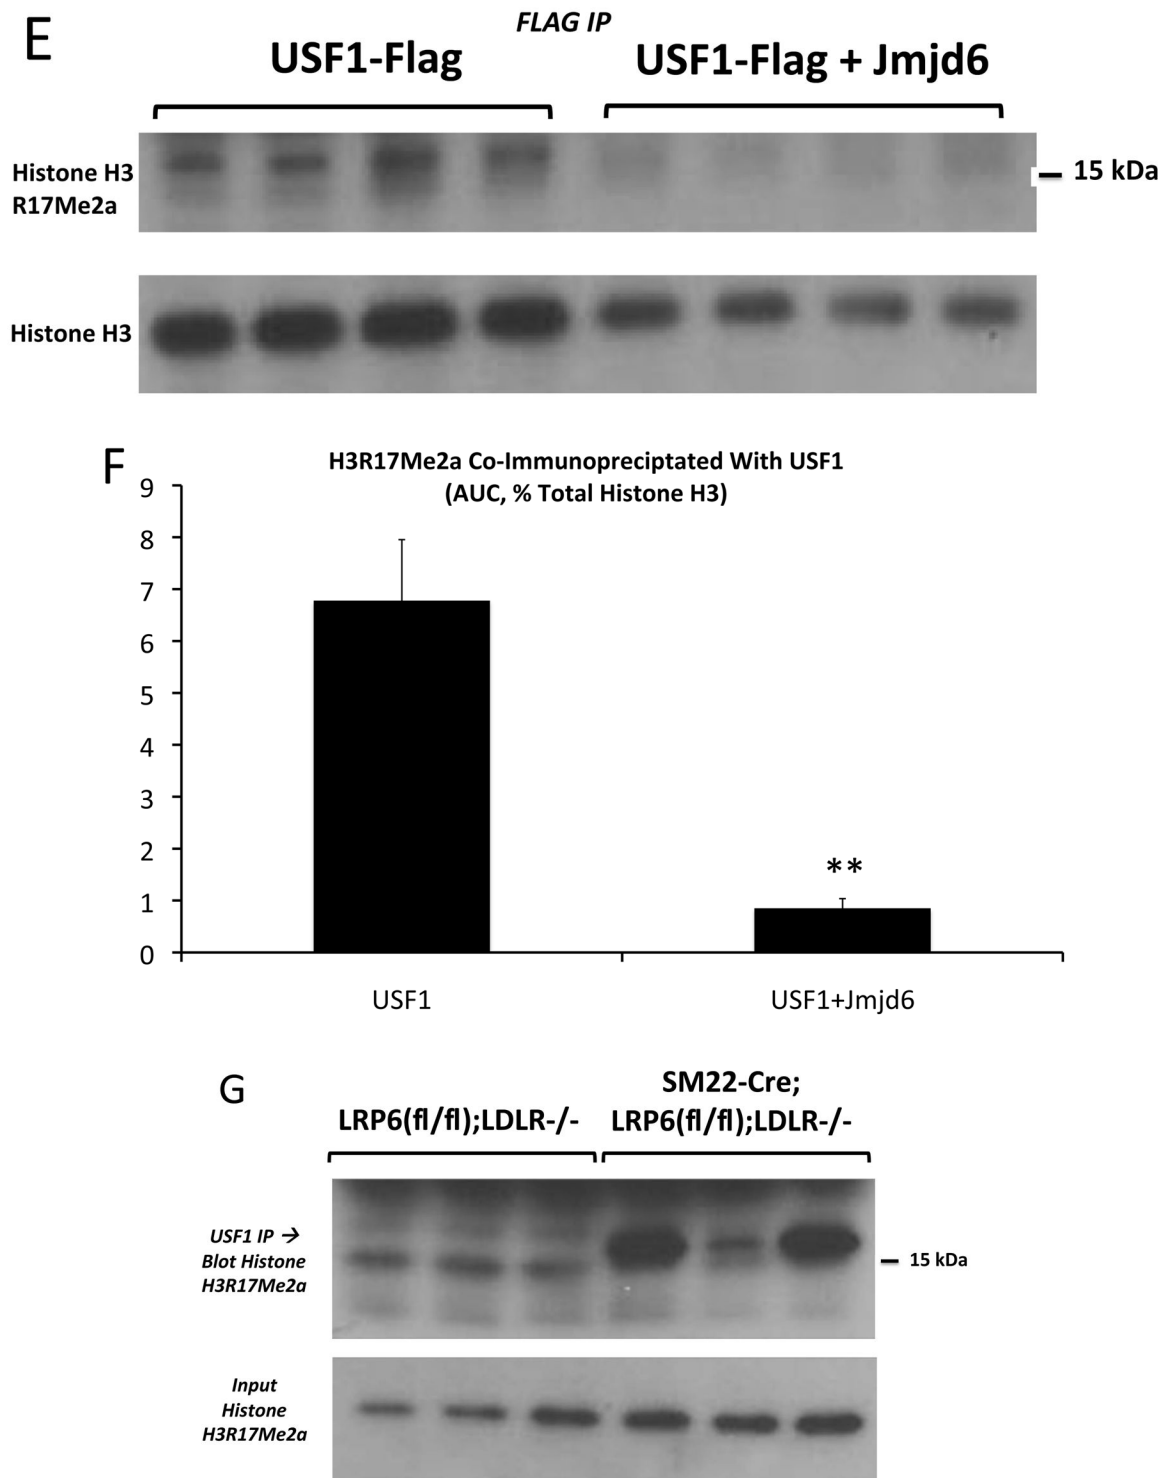 E
FLAG IP
USF1-Flag
USF1-Flag + Jmjd6
Histone H3
R17Me2a
15 kDa
Histone H3
F
H3R17Me2a Co-Immunopreciptated With USF1
(AUC, % Total Histone H3)
9
8
7
6
5
4
3
2
1
0
**
USF1
USF1+Jmjd6
G
LRP6(fl/fl);LDLR-/-
SM22-Cre;
LRP6(fl/fl);LDLR-/-
USF1 IP →
Blot Histone
H3R17Me2a
15 kDa
Input
Histone
H3R17Me2a